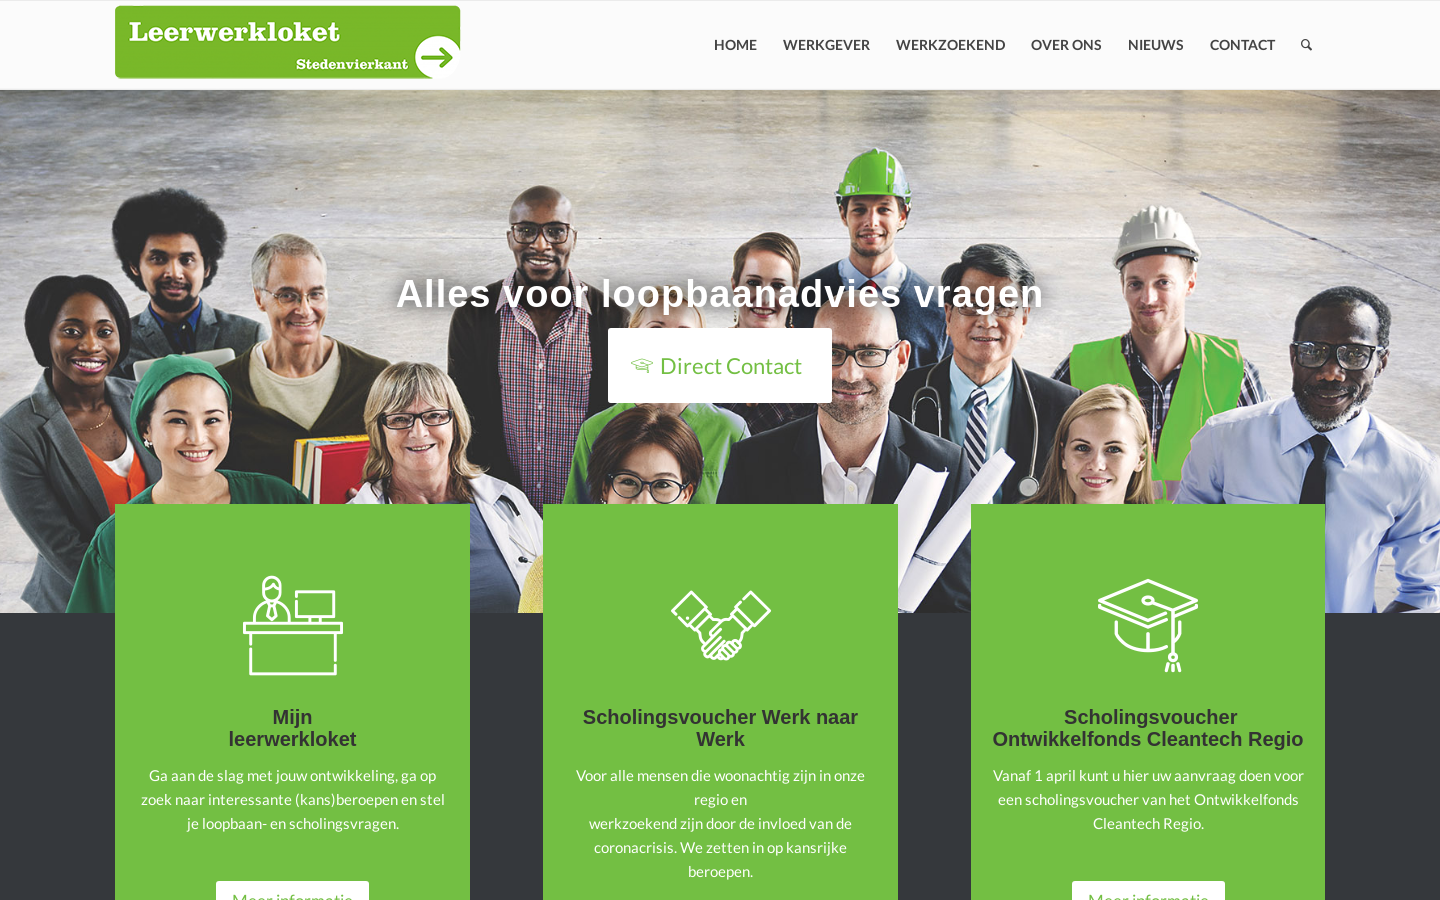 Leerwerkloket
Stedenvierkant
HOME WERKGEVER WERKZOEKEND OVER ONS NIEUWS CONTACT
Alles voor loopbaanadvies vragen
Direct Contact
Mijn
leerwerkloket
Ga aan de slag met jouw ontwikkeling, ga op
zoek naar interessante (kans)beroepen en stel
je loopbaan- en scholingsvragen.
Meer informatie
Scholingsvoucher Werk naar
Werk
Voor alle mensen die woonachtig zijn in onze
regio en
werkzoekend zijn door de invloed van de
coronacrisis. We zetten in op kansrijke
beroepen.
Scholingsvoucher
Ontwikkelfonds Cleantech Regio
Vanaf 1 april kunt u hier uw aanvraag doen voor
een scholingsvoucher van het Ontwikkelfonds
Cleantech Regio.
Meer informatie